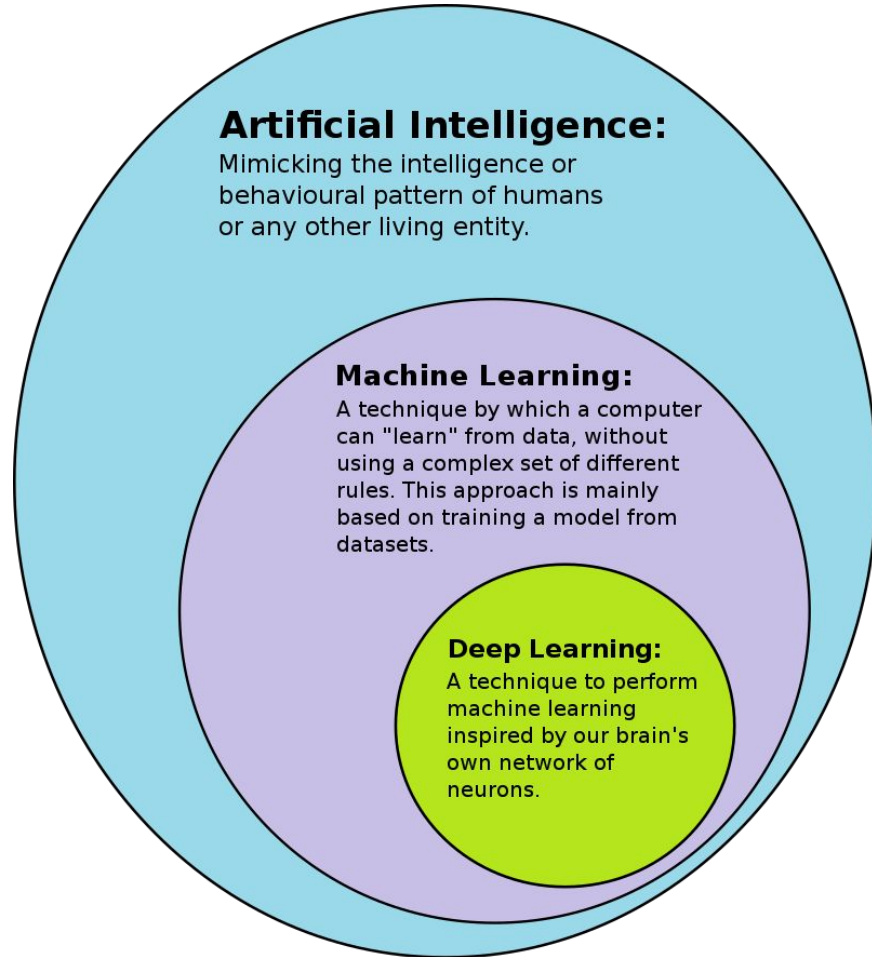 Artificial Intelligence:
Mimicking the intelligence or
behavioural pattern of humans
or any other living entity.
Machine Learning:
A technique by which a computer
can "learn" from data, without
using a complex set of different
rules. This approach is mainly
based on training a model from
datasets.
Deep Learning:
A technique to perform
machine learning
inspired by our brain's
own network of
neurons.